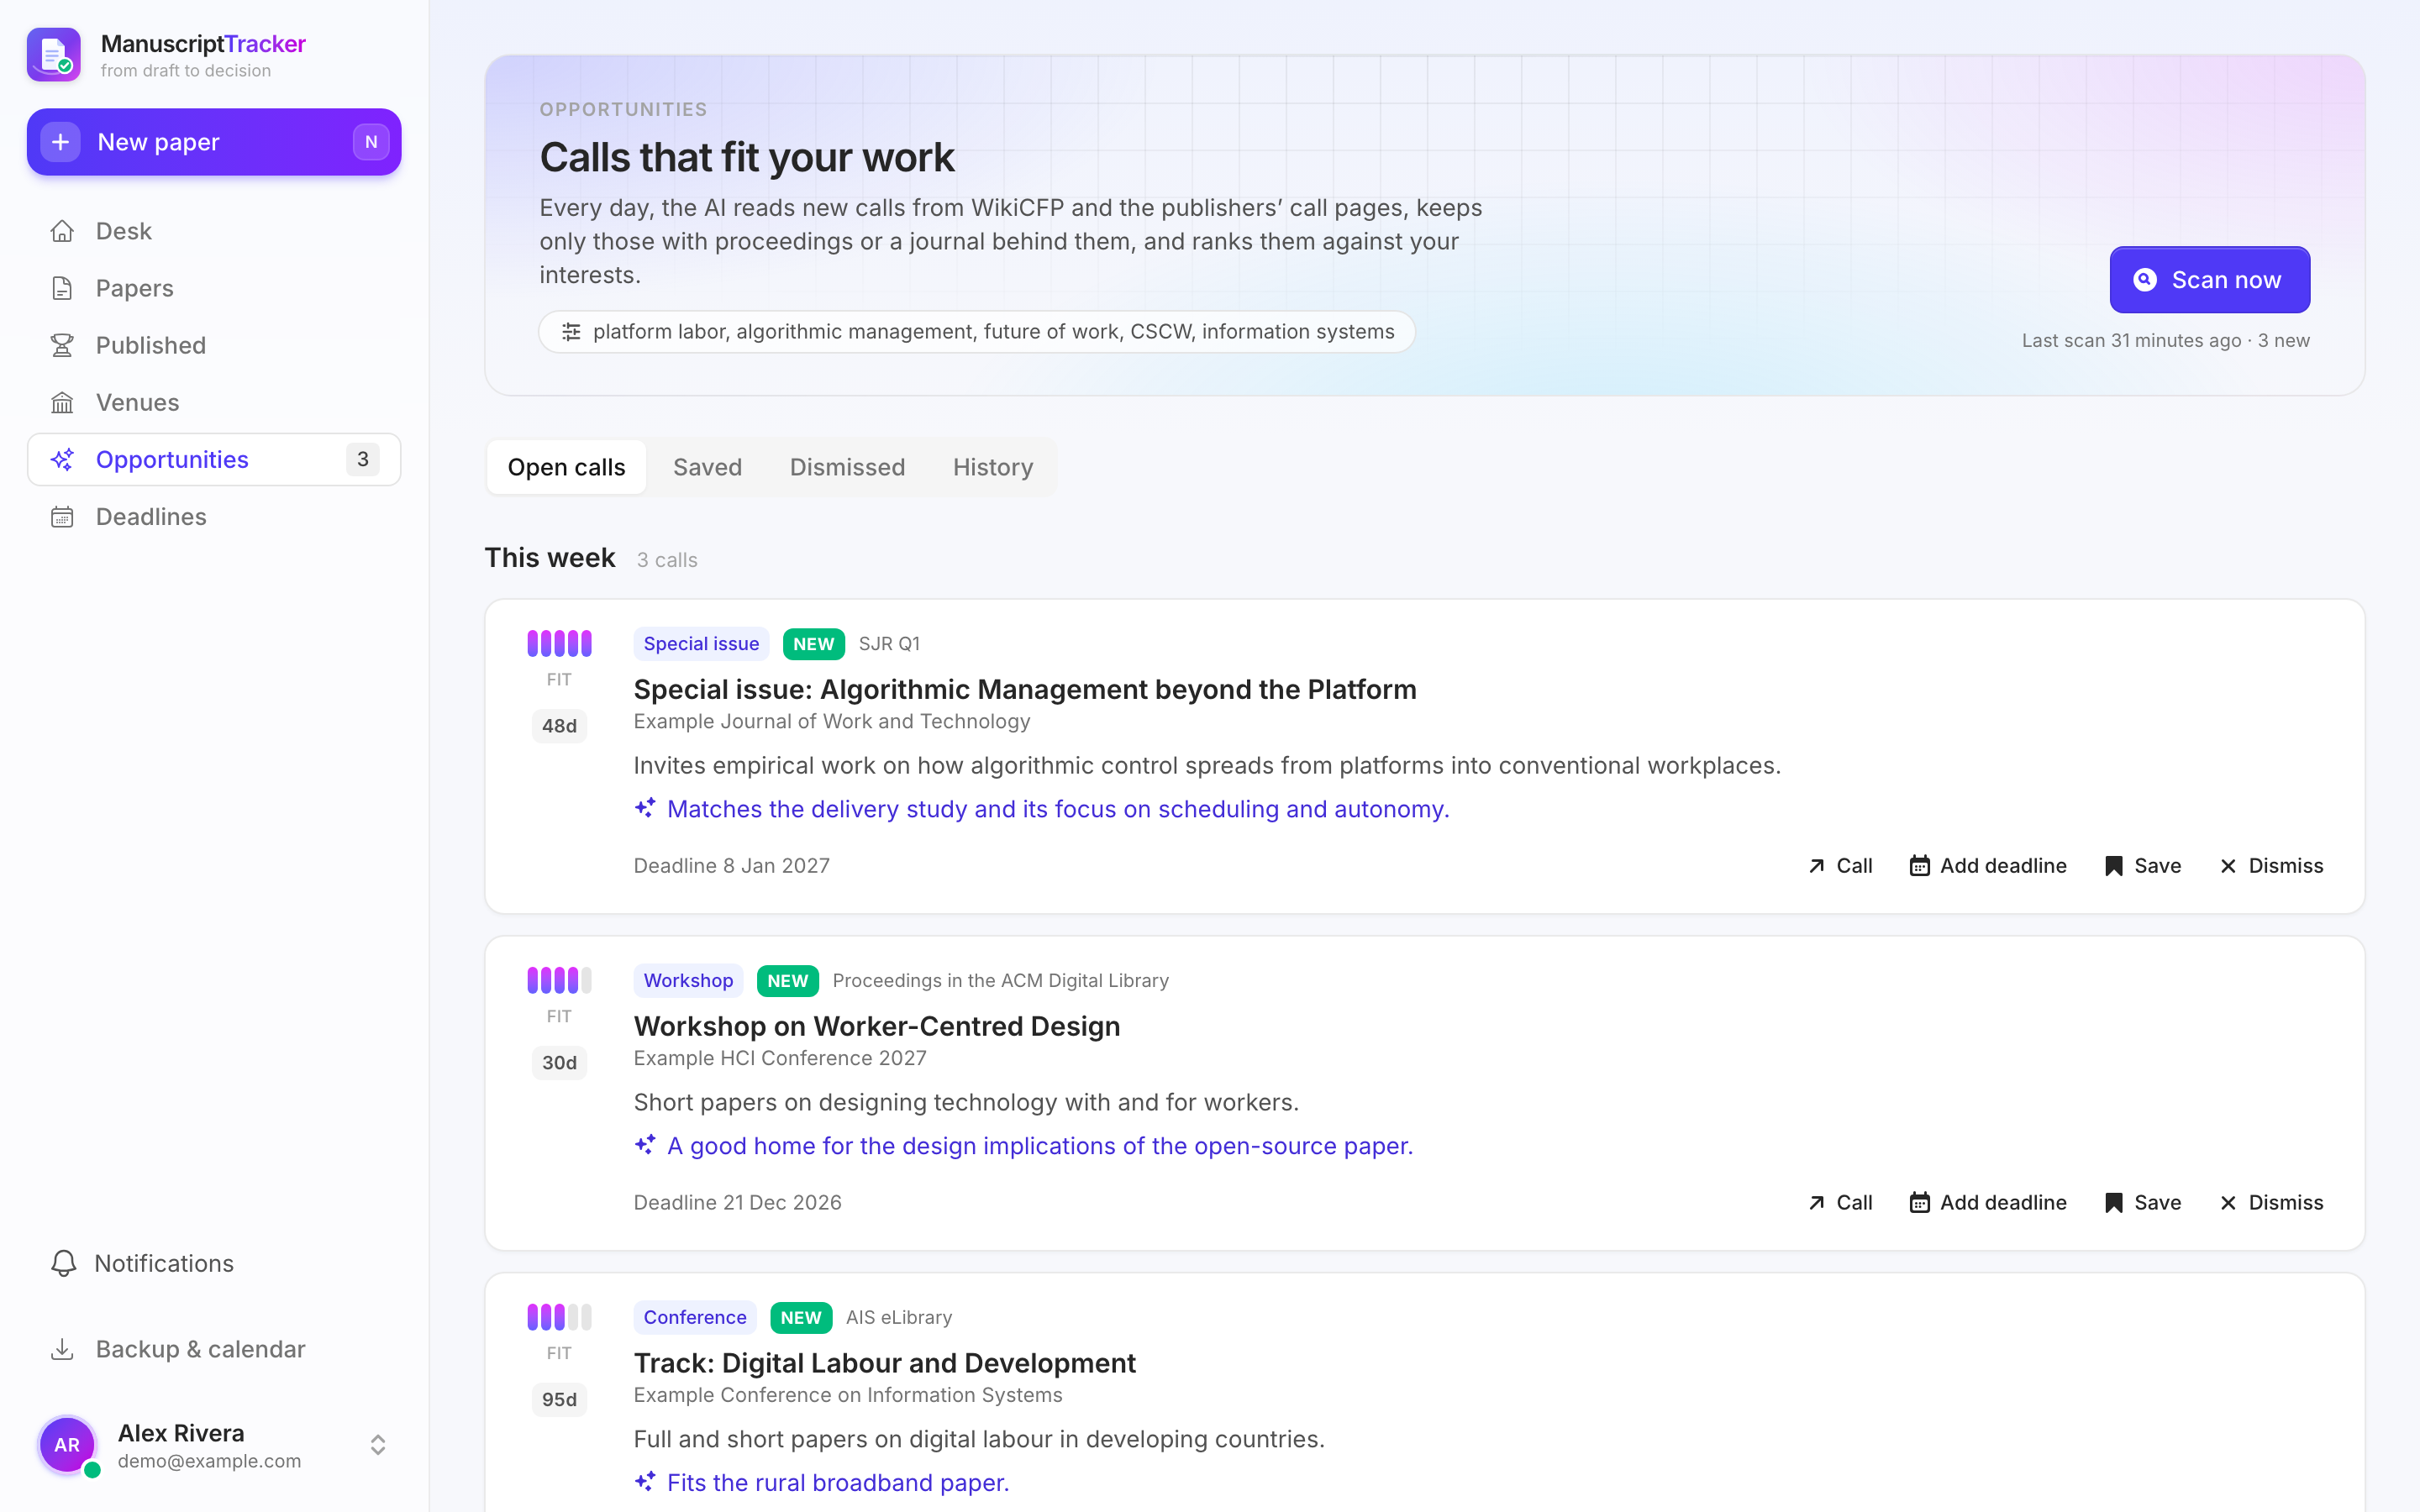 ManuscriptTracker
from draft to decision
New paper
N
Desk
Papers
Published
Venues
Opportunities
3
Deadlines
Notifications
Backup & calendar
AR
Alex Rivera
demo@example.com
OPPORTUNITIES
Calls that fit your work
Every day, the AI reads new calls from WikiCFP and the publishers’ call pages, keeps
only those with proceedings or a journal behind them, and ranks them against your
interests.
platform labor, algorithmic management, future of work, CSCW, information systems
Scan now
Last scan 31 minutes ago · 3 new
Open calls
Saved
Dismissed
History
This week
3 calls
FIT
48d
Special issue
NEW
SJR Q1
Special issue: Algorithmic Management beyond the Platform
Example Journal of Work and Technology
Invites empirical work on how algorithmic control spreads from platforms into conventional workplaces.
Matches the delivery study and its focus on scheduling and autonomy.
Deadline 8 Jan 2027
Call
Add deadline
Save
Dismiss
FIT
30d
Workshop
NEW
Proceedings in the ACM Digital Library
Workshop on Worker-Centred Design
Example HCI Conference 2027
Short papers on designing technology with and for workers.
A good home for the design implications of the open-source paper.
Deadline 21 Dec 2026
Call
Add deadline
Save
Dismiss
FIT
95d
Conference
NEW
AIS eLibrary
Track: Digital Labour and Development
Example Conference on Information Systems
Full and short papers on digital labour in developing countries.
Fits the rural broadband paper.